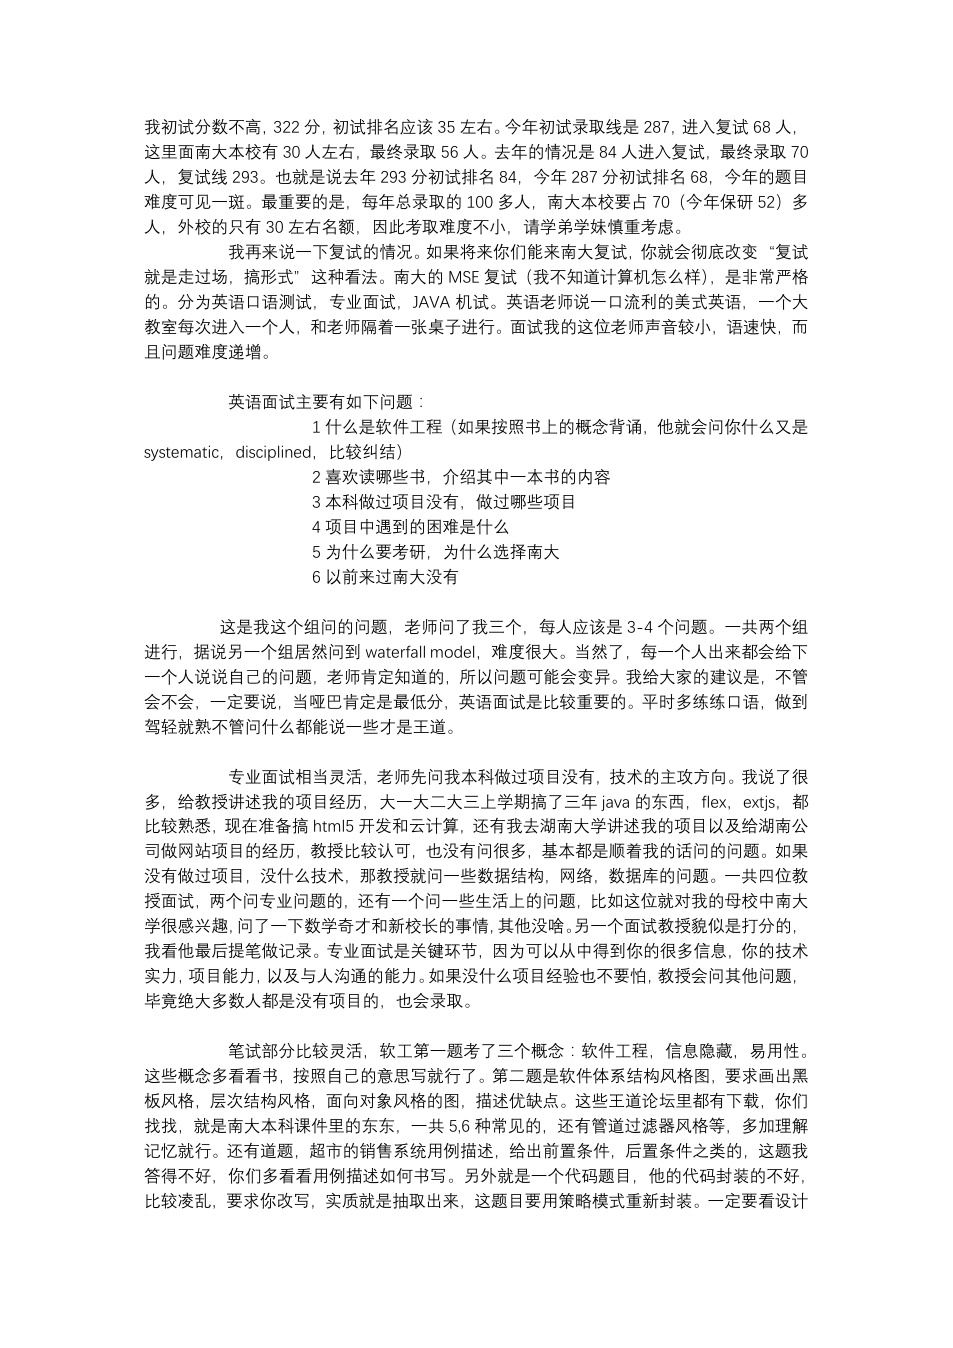 我初试分数不高，322 分，初试排名应该 35 左右。今年初试录取线是 287，进入复试 68 人，
这里面南大本校有 30 人左右，最终录取 56 人。去年的情况是 84 人进入复试，最终录取 70
人，复试线 293。也就是说去年 293 分初试排名 84，今年 287 分初试排名 68，今年的题目
难度可见一斑。最重要的是，每年总录取的 100 多人，南大本校要占 70（今年保研 52）多
人，外校的只有 30 左右名额，因此考取难度不小，请学弟学妹慎重考虑。
我再来说一下复试的情况。如果将来你们能来南大复试，你就会彻底改变 “复试
就是走过场，搞形式” 这种看法。南大的 MSE 复试（我不知道计算机怎么样），是非常严格
的。分为英语口语测试，专业面试，JAVA 机试。英语老师说一口流利的美式英语，一个大
教室每次进入一个人，和老师隔着一张桌子进行。面试我的这位老师声音较小，语速快，而
且问题难度递增。
英语面试主要有如下问题：
1 什么是软件工程（如果按照书上的概念背诵，他就会问你什么又是
systematic，disciplined，比较纠结）
2 喜欢读哪些书，介绍其中一本书的内容
3 本科做过项目没有，做过哪些项目
4 项目中遇到的困难是什么
5 为什么要考研，为什么选择南大
6 以前来过南大没有
这是我这个组问的问题，老师问了我三个，每人应该是 3-4 个问题。一共两个组
进行，据说另一个组居然问到 waterfall model，难度很大。当然了，每一个人出来都会给下
一个人说说自己的问题，老师肯定知道的，所以问题可能会变异。我给大家的建议是，不管
会不会，一定要说，当哑巴肯定是最低分，英语面试是比较重要的。平时多练练口语，做到
驾轻就熟不管问什么都能说一些才是王道。
专业面试相当灵活，老师先问我本科做过项目没有，技术的主攻方向。我说了很
多，给教授讲述我的项目经历，大一大二大三上学期搞了三年 java 的东西，flex，extjs，都
比较熟悉，现在准备搞 html5 开发和云计算，还有我去湖南大学讲述我的项目以及给湖南公
司做网站项目的经历，教授比较认可，也没有问很多，基本都是顺着我的话问的问题。如果
没有做过项目，没什么技术，那教授就问一些数据结构，网络，数据库的问题。一共四位教
授面试，两个问专业问题的，还有一个问一些生活上的问题，比如这位就对我的母校中南大
学很感兴趣，问了一下数学奇才和新校长的事情，其他没啥。另一个面试教授貌似是打分的，
我看他最后提笔做记录。专业面试是关键环节，因为可以从中得到你的很多信息，你的技术
实力，项目能力，以及与人沟通的能力。如果没什么项目经验也不要怕，教授会问其他问题，
毕竟绝大多数人都是没有项目的，也会录取。
笔试部分比较灵活，软工第一题考了三个概念：软件工程，信息隐藏，易用性。
这些概念多看看书，按照自己的意思写就行了。第二题是软件体系结构风格图，要求画出黑
板风格，层次结构风格，面向对象风格的图，描述优缺点。这些王道论坛里都有下载，你们
找找，就是南大本科课件里的东东，一共 5,6 种常见的，还有管道过滤器风格等，多加理解
记忆就行。还有道题，超市的销售系统用例描述，给出前置条件，后置条件之类的，这题我
答得不好，你们多看看用例描述如何书写。另外就是一个代码题目，他的代码封装的不好，
比较凌乱，要求你改写，实质就是抽取出来，这题目要用策略模式重新封装。一定要看设计